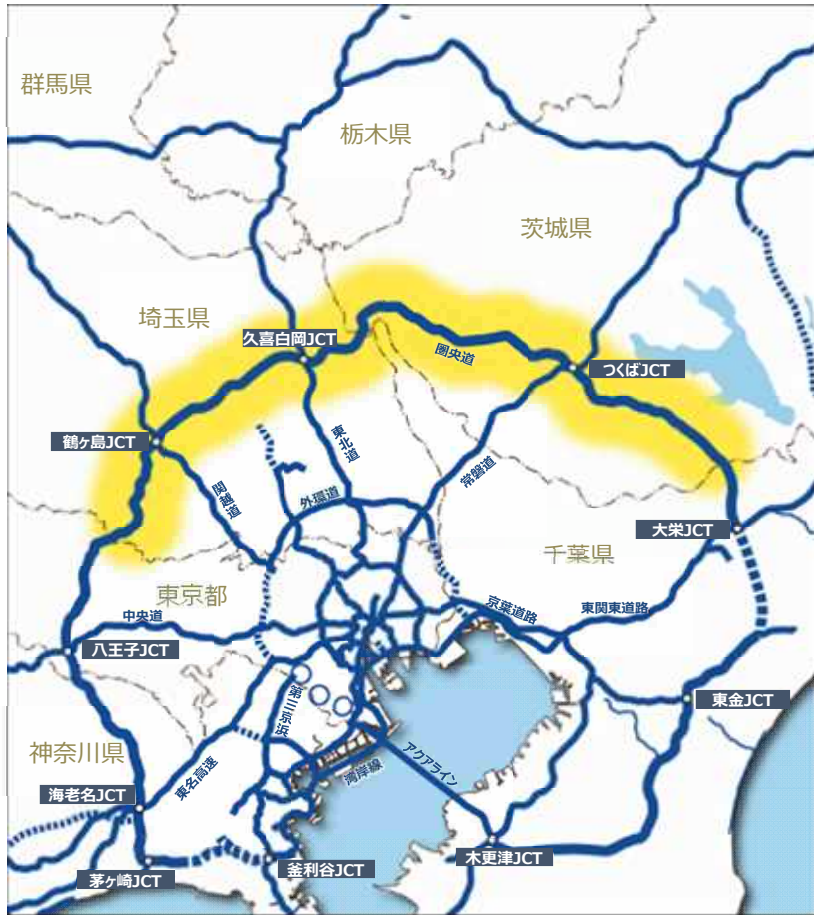 群馬県
栃木県
茨城県
埼玉県
久喜白岡JCT
圏央道
つくばJCT
鶴ヶ島JCT
東北道
常磐道
関越道
外環道
大栄JCT
千葉県
東京都
中央道
京葉道路
東関東道路
八王子JCT
第三京浜
東金JCT
神奈川県
東名高速
アクアライン
湾岸線
海老名JCT
茅ヶ崎JCT
釜利谷JCT
木更津JCT